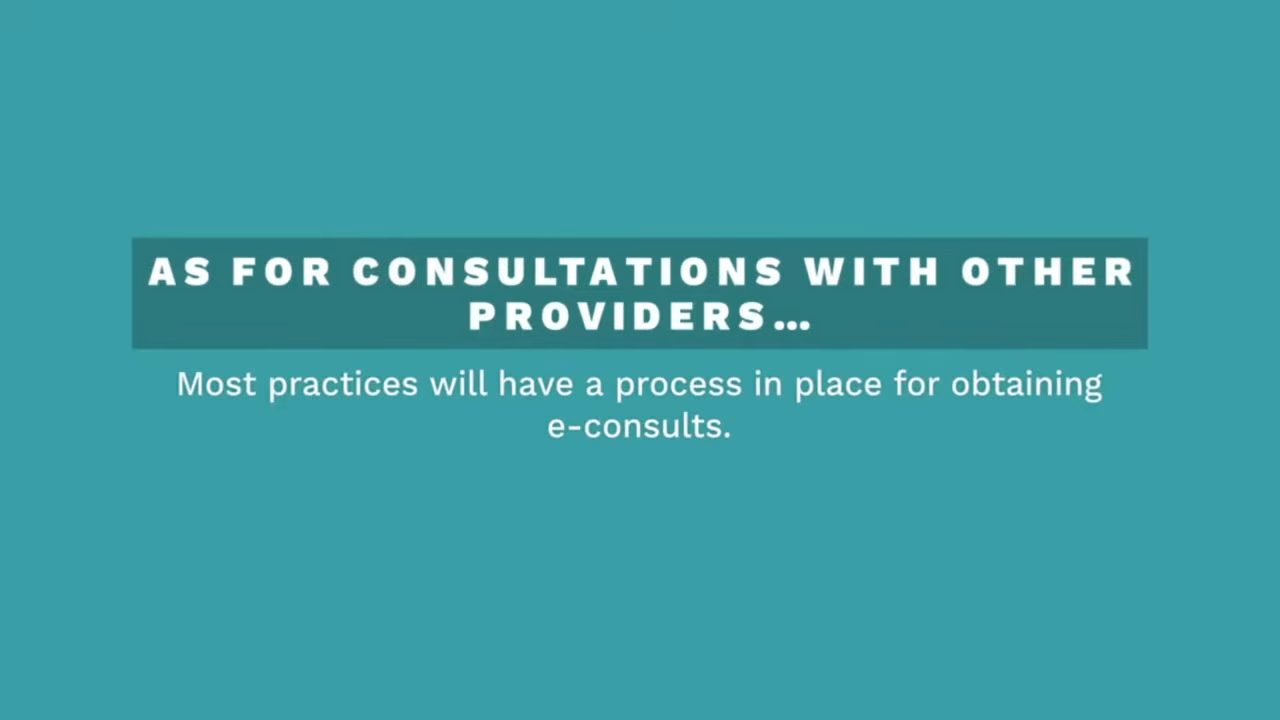 AS FOR CONSULTATIONS WITH OTHER
PROVIDERS...
Most practices will have a process in place for obtaining
e-consults.